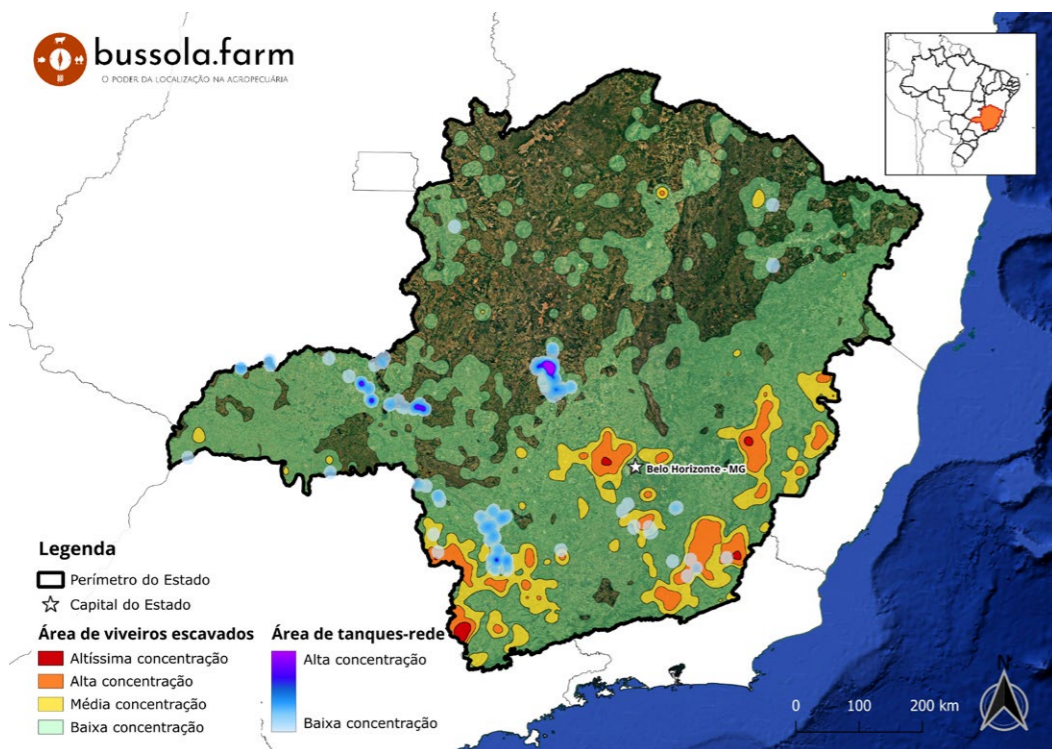 bussola.farm
O PODER DA LOCALIZAÇÃO NA AGROPECUÁRIA
Belo Horizonte - MG
Legenda
Perímetro do Estado
Capital do Estado
Área de viveiros escavados
Altíssima concentração
Alta concentração
Média concentração
Baixa concentração
Área de tanques-rede
Alta concentração
Baixa concentração
0 100 200 km
N